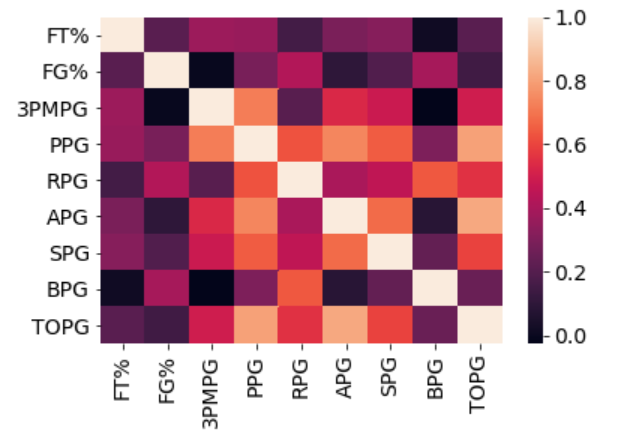 FT%
FG%
3PMPG
PPG
RPG
APG
SPG
BPG
TOPG
FT%
FG%
3PMPG
PPG
RPG
APG
SPG
BPG
TOPG
1.0
0.8
0.6
0.4
0.2
0.0